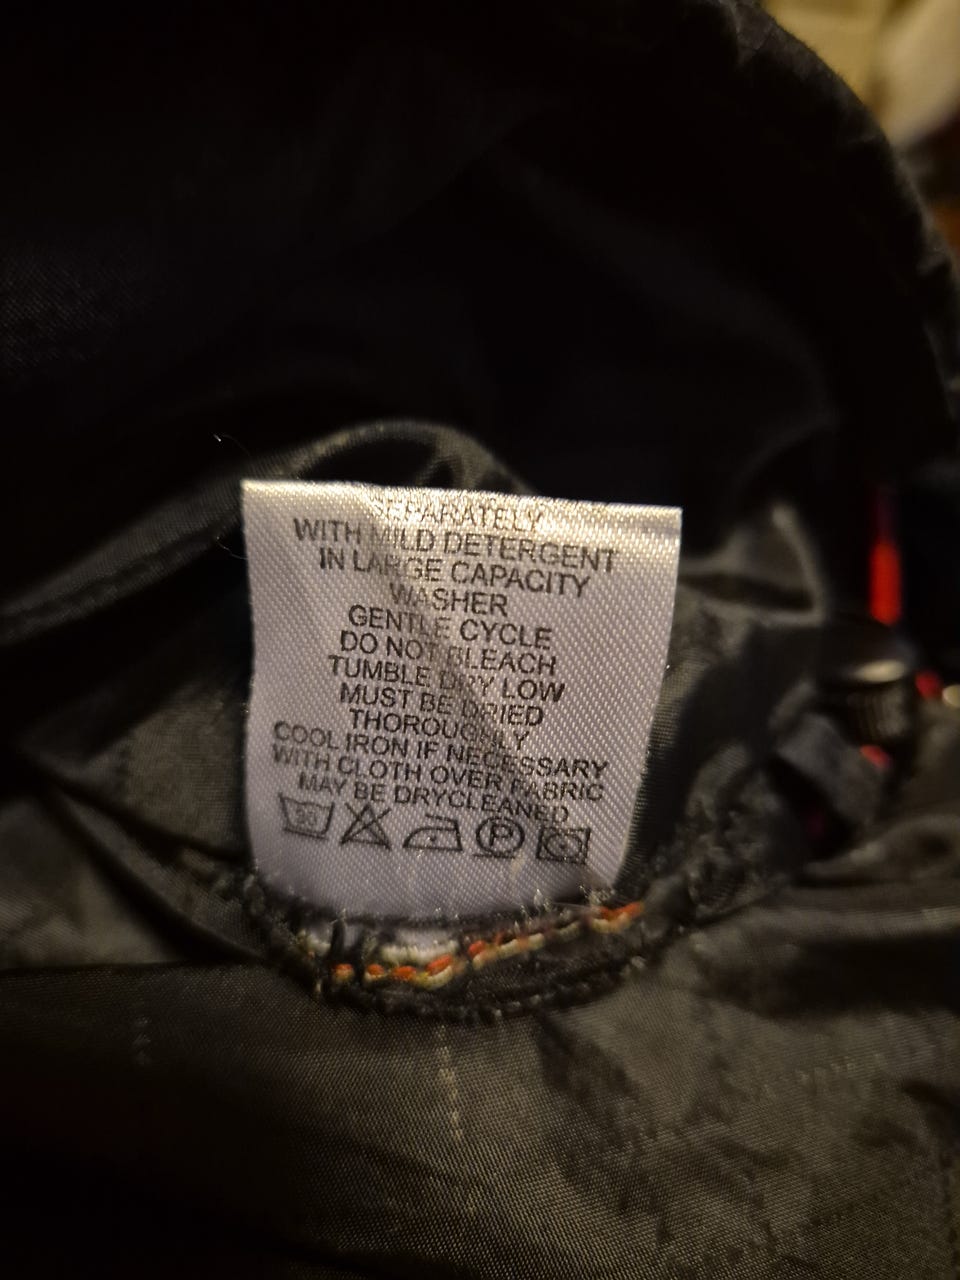 SEPARATELY
WITH MILD DETERGENT
IN LARGE CAPACITY
WASHER
GENTLE CYCLE
DO NOT BLEACH
TUMBLE DRY LOW
MUST BE DRIED
THOROUGHLY
COOL IRON IF NECESSARY
WITH CLOTH OVER FABRIC
MAY BE DRYCLEANED
30 P